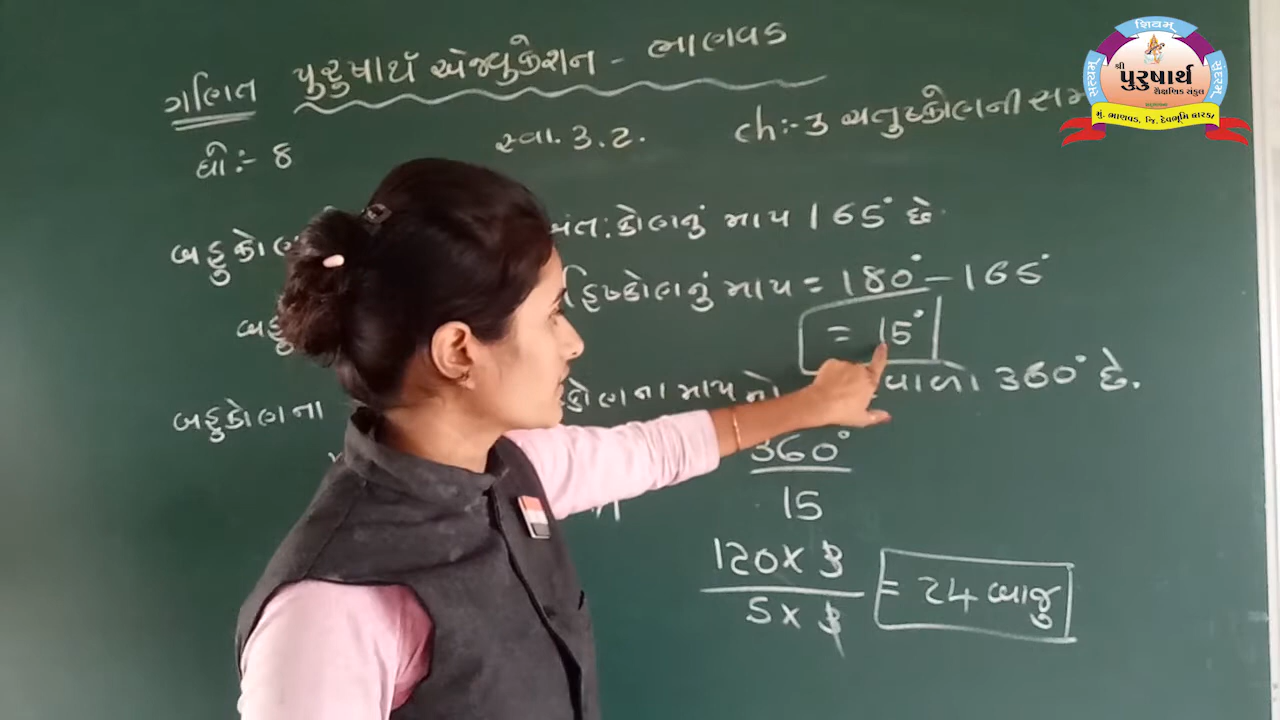 ગણિત પુરુષાર્થ એજ્યુકેશન - ભાણવડ
ધો:- 8 સ્વા. 3.2. ch:- 3 ચતુષ્કોણની સમ
બહુકોણ અંત:કોણનું માપ 165° છે.
બહિષ્કોણનું માપ = 180° - 165°
= 15°
બહુકોણના કોણના માપનો સરવાળો 360° છે.
360°
15
120 × 3
5 × 3
= 24 બાજુ
શિવમ્
સત્યમ્
સુંદરમ્
શ્રી
પુરુષાર્થ
શૈક્ષણિક સંકુલ
મું. ભાણવડ, જિ. દેવભૂમિ દ્વારકા